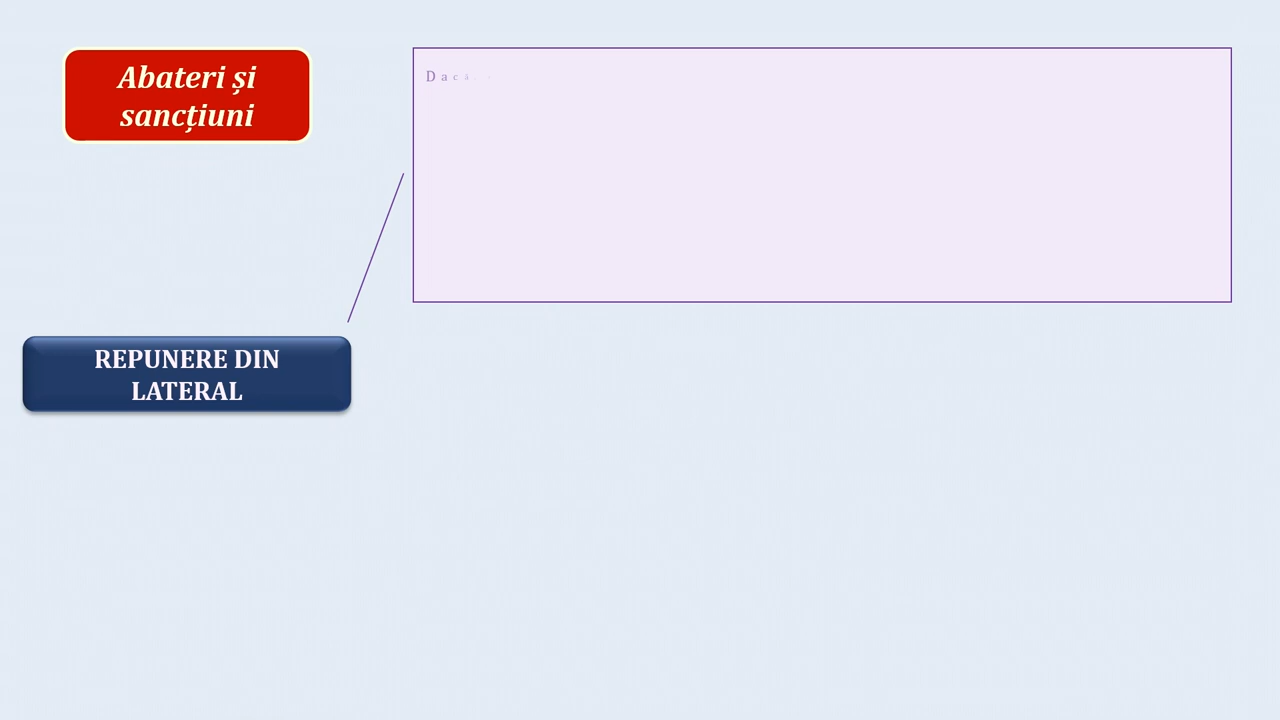 Abateri și
sancțiuni
Dacă
REPUNERE DIN
LATERAL